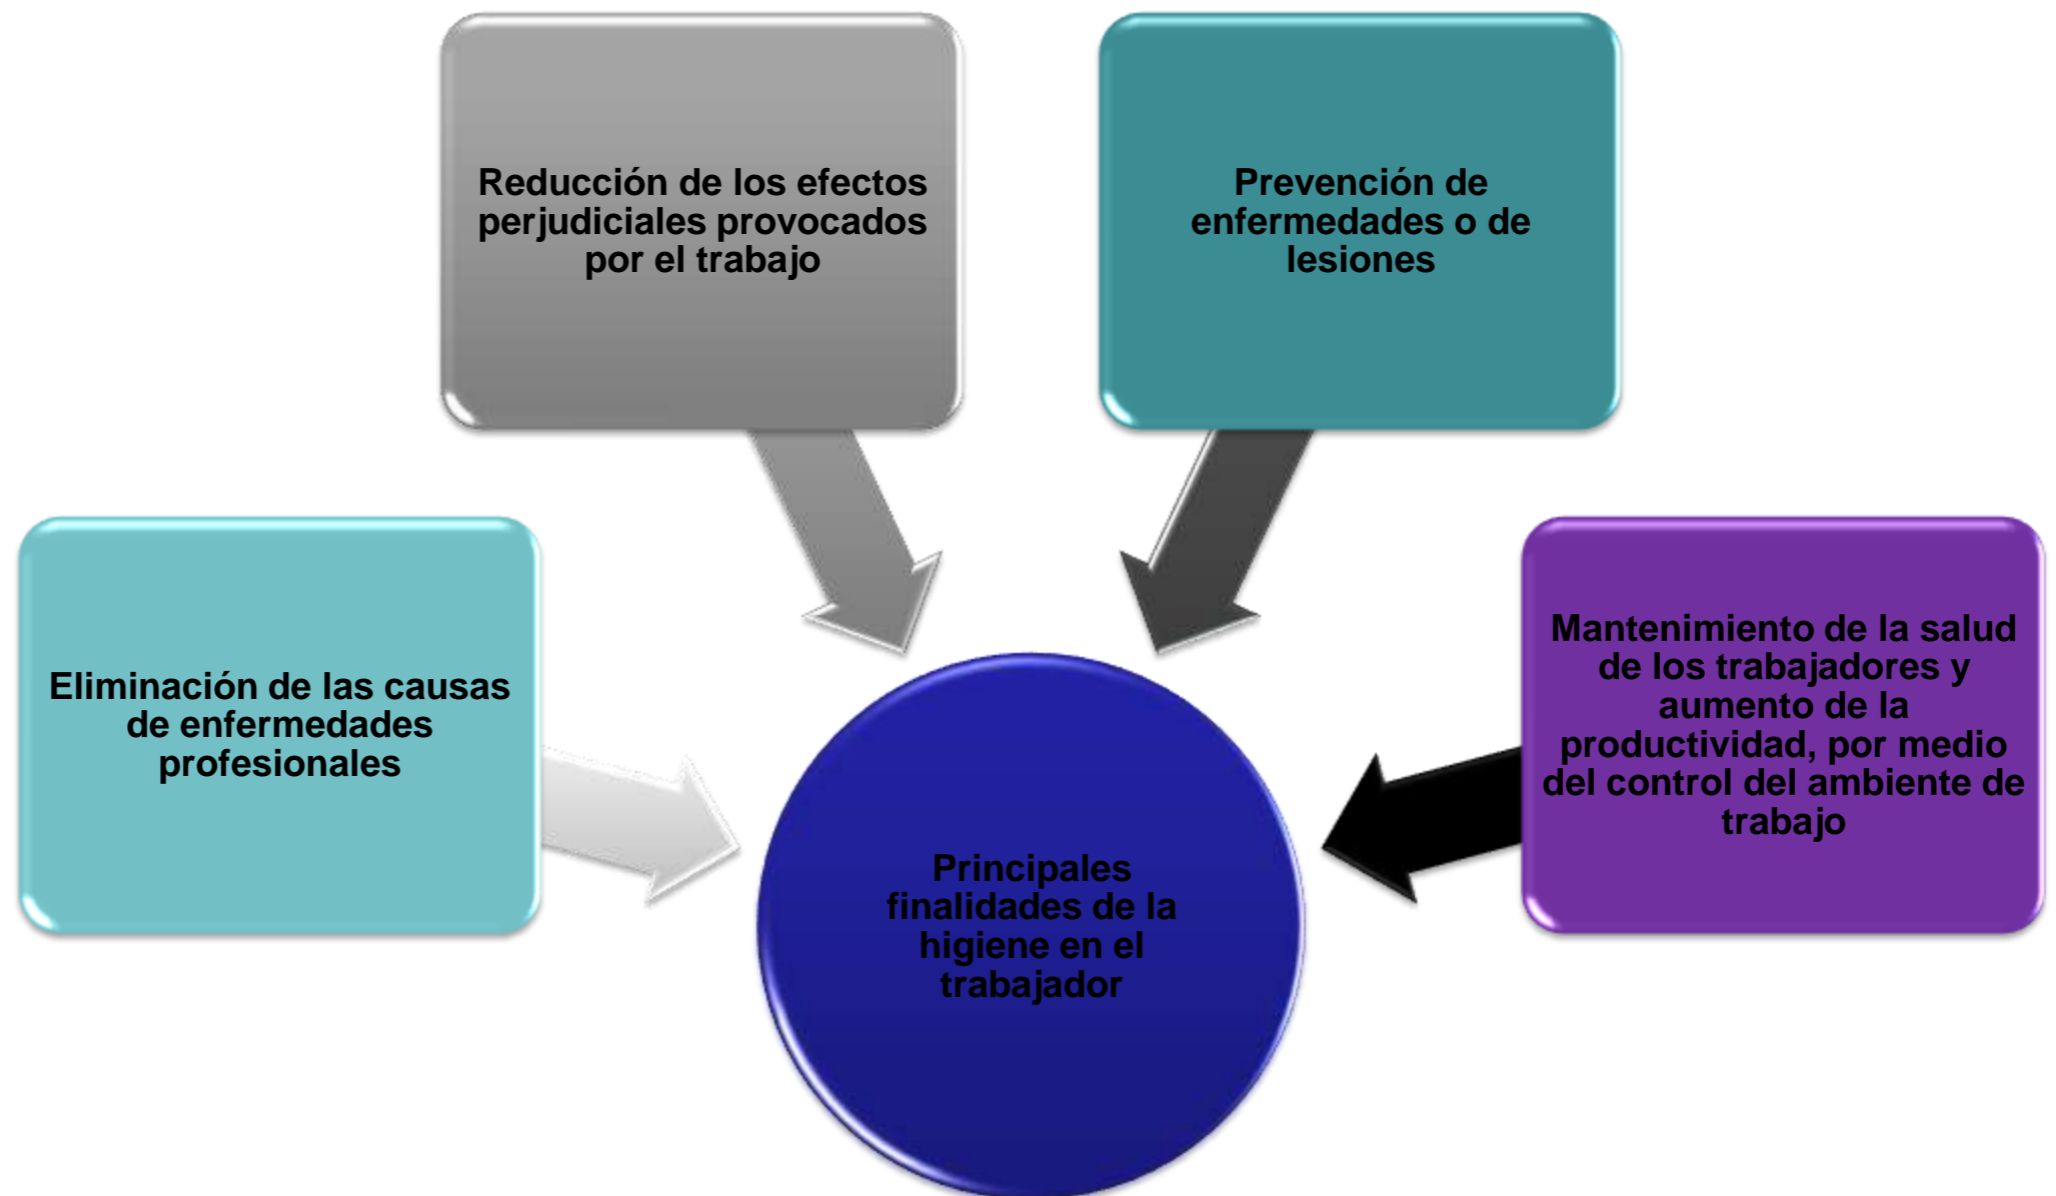 Reducción de los efectos
perjudiciales provocados
por el trabajo
Prevención de
enfermedades o de
lesiones
Eliminación de las causas
de enfermedades
profesionales
Mantenimiento de la salud
de los trabajadores y
aumento de la
productividad, por medio
del control del ambiente de
trabajo
Principales
finalidades de la
higiene en el
trabajador